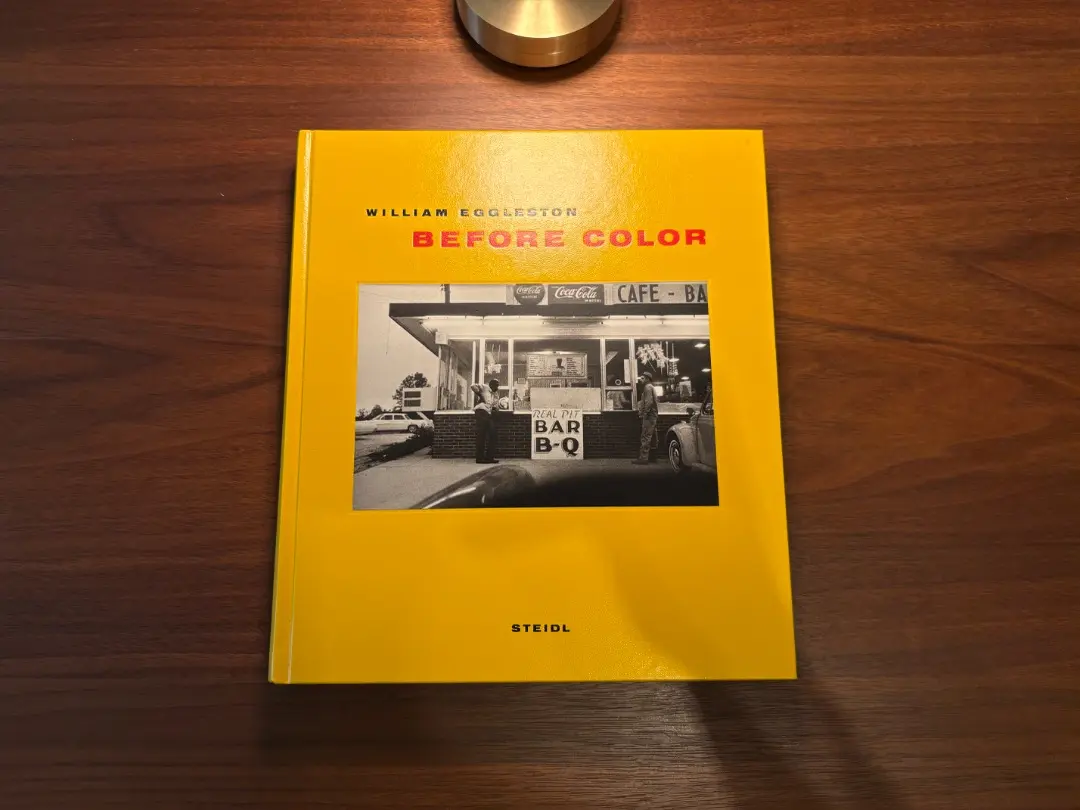 WILLIAM EGGLESTON
BEFORE COLOR
Coca-Cola
Coca-Cola
CAFE - BA
REAL PIT
BAR
B-Q
STEIDL